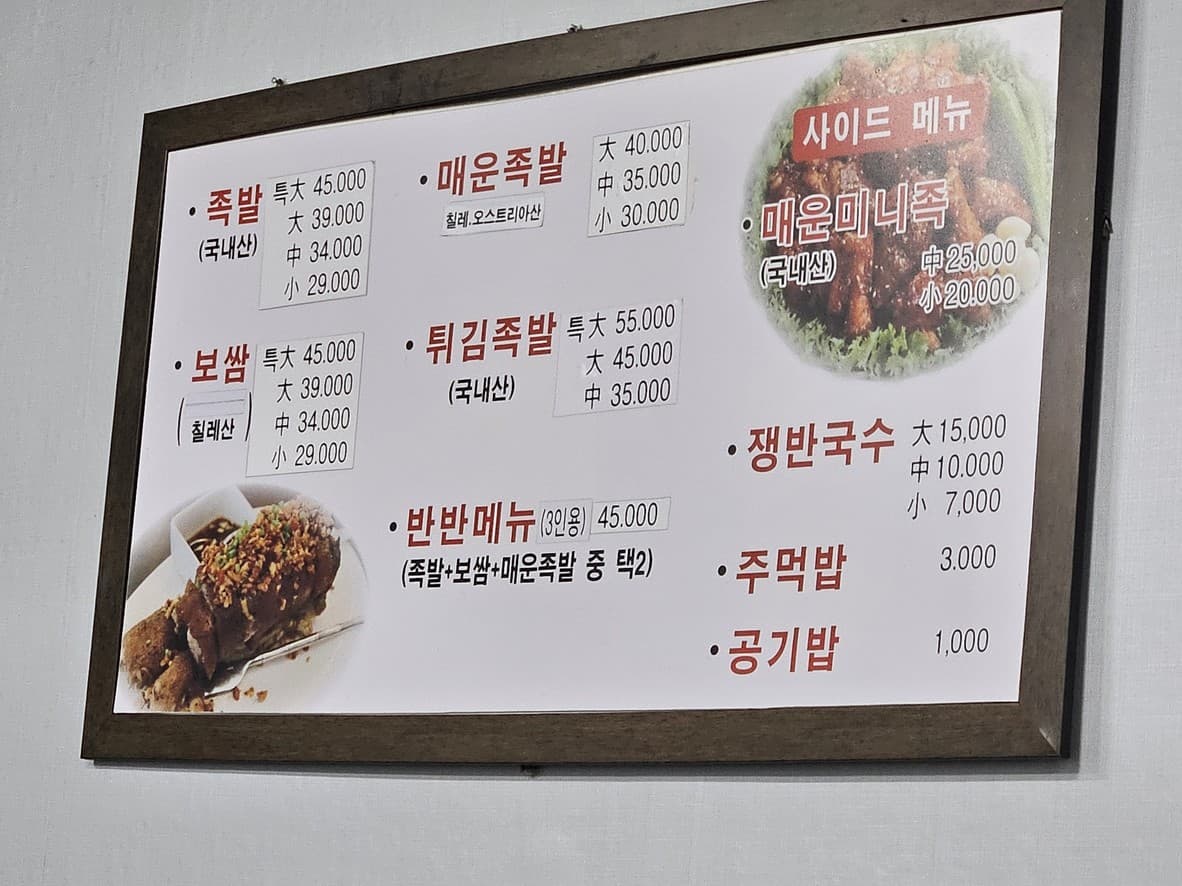 • 족발 特大 45.000
(국내산) 大 39.000
中 34.000
小 29.000
• 보쌈 特大 45.000
(칠레산) 大 39.000
中 34.000
小 29.000
• 매운족발 大 40.000
칠레.오스트리아산 中 35.000
小 30.000
• 튀김족발 特大 55.000
(국내산) 大 45.000
中 35.000
• 반반메뉴 (3인용) 45.000
(족발+보쌈+매운족발 중 택2)
사이드 메뉴
• 매운미니족
(국내산) 中 25,000
小 20.000
• 쟁반국수 大 15,000
中 10.000
小 7,000
• 주먹밥 3.000
• 공기밥 1,000